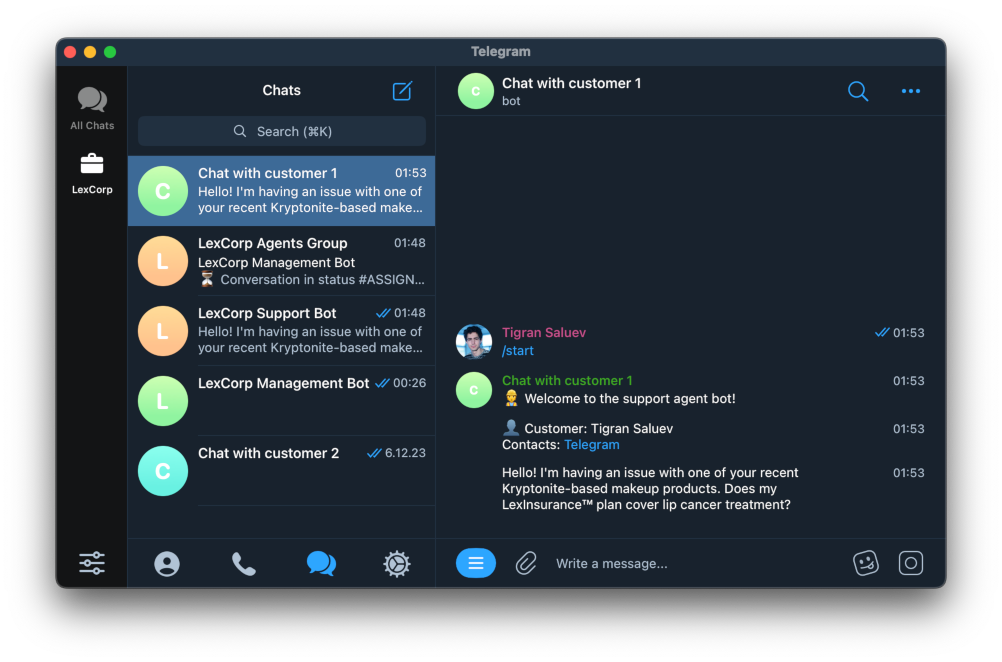 Telegram
All Chats
LexCorp
Chats
Search (⌘K)
Chat with customer 1 01:53
Hello! I'm having an issue with one of
your recent Kryptonite-based make...
LexCorp Agents Group 01:48
LexCorp Management Bot
⏳ Conversation in status #ASSIGN...
LexCorp Support Bot 01:48
Hello! I'm having an issue with one of
your recent Kryptonite-based make...
LexCorp Management Bot 00:26
Chat with customer 2 6.12.23
C
L
L
L
C
C
Chat with customer 1
bot
Tigran Saluev 01:53
/start
C
Chat with customer 1 01:53
👷 Welcome to the support agent bot!
👤 Customer: Tigran Saluev 01:53
Contacts: Telegram
Hello! I'm having an issue with one of your recent 01:53
Kryptonite-based makeup products. Does my
LexInsurance™ plan cover lip cancer treatment?
Write a message...